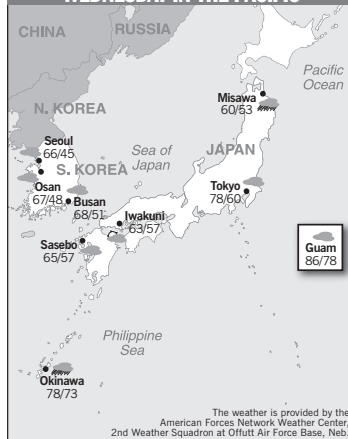 WEDNESDAY IN THE PACIFIC
CHINA
RUSSIA
Pacific
Ocean
N. KOREA
Misawa
60/53
Seoul
66/45
Sea of
Japan
JAPAN
S. KOREA
Osan
67/48
Busan
68/51
Tokyo
78/60
Iwakuni
63/57
Sasebo
65/57
Guam
86/78
Philippine
Sea
Okinawa
78/73
The weather is provided by the
American Forces Network Weather Center,
2nd Weather Squadron at Offutt Air Force Base, Neb.